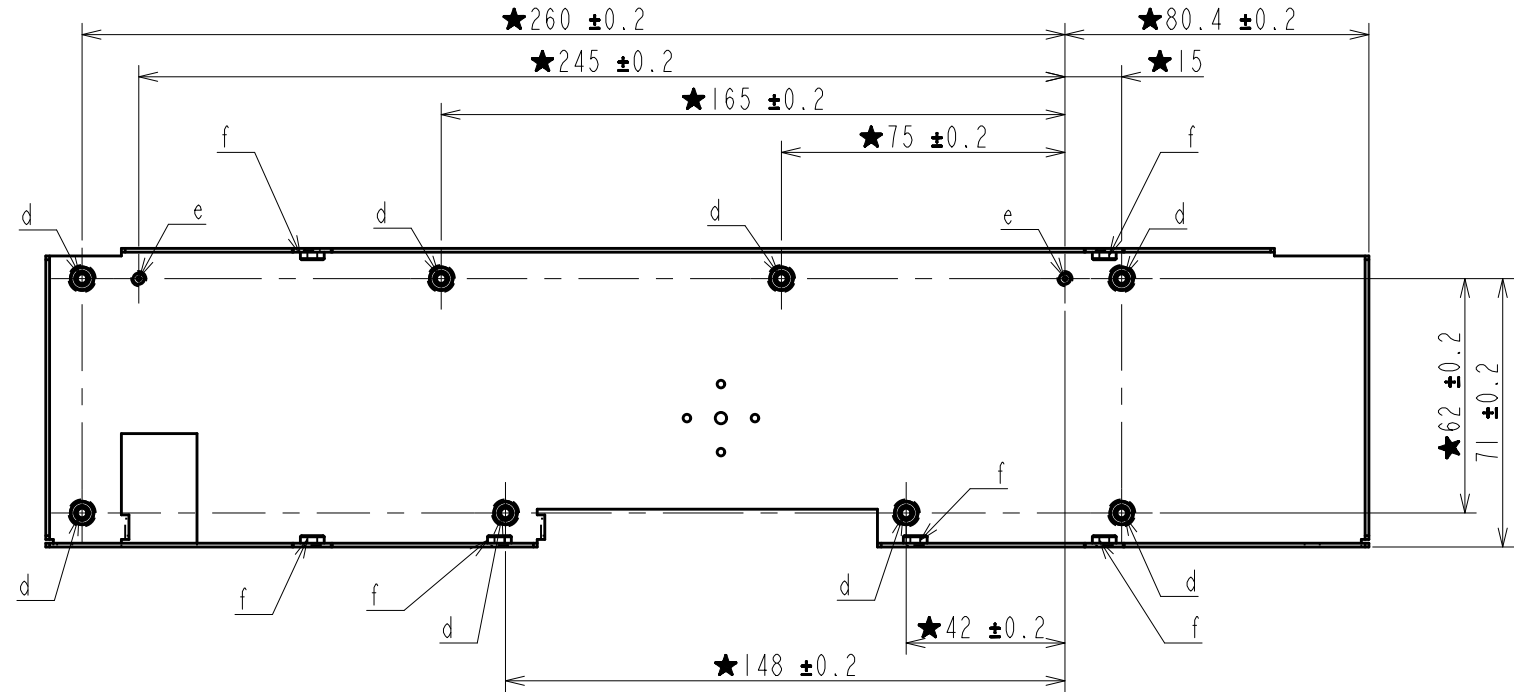 ★260 ±0.2
★80.4 ±0.2
★245 ±0.2
★15
★165 ±0.2
★75 ±0.2
f
f
d
e
d
d
e
d
★62 ±0.2
71 ±0.2
f
d
f
f
d
d
d
f
★42 ±0.2
★148 ±0.2